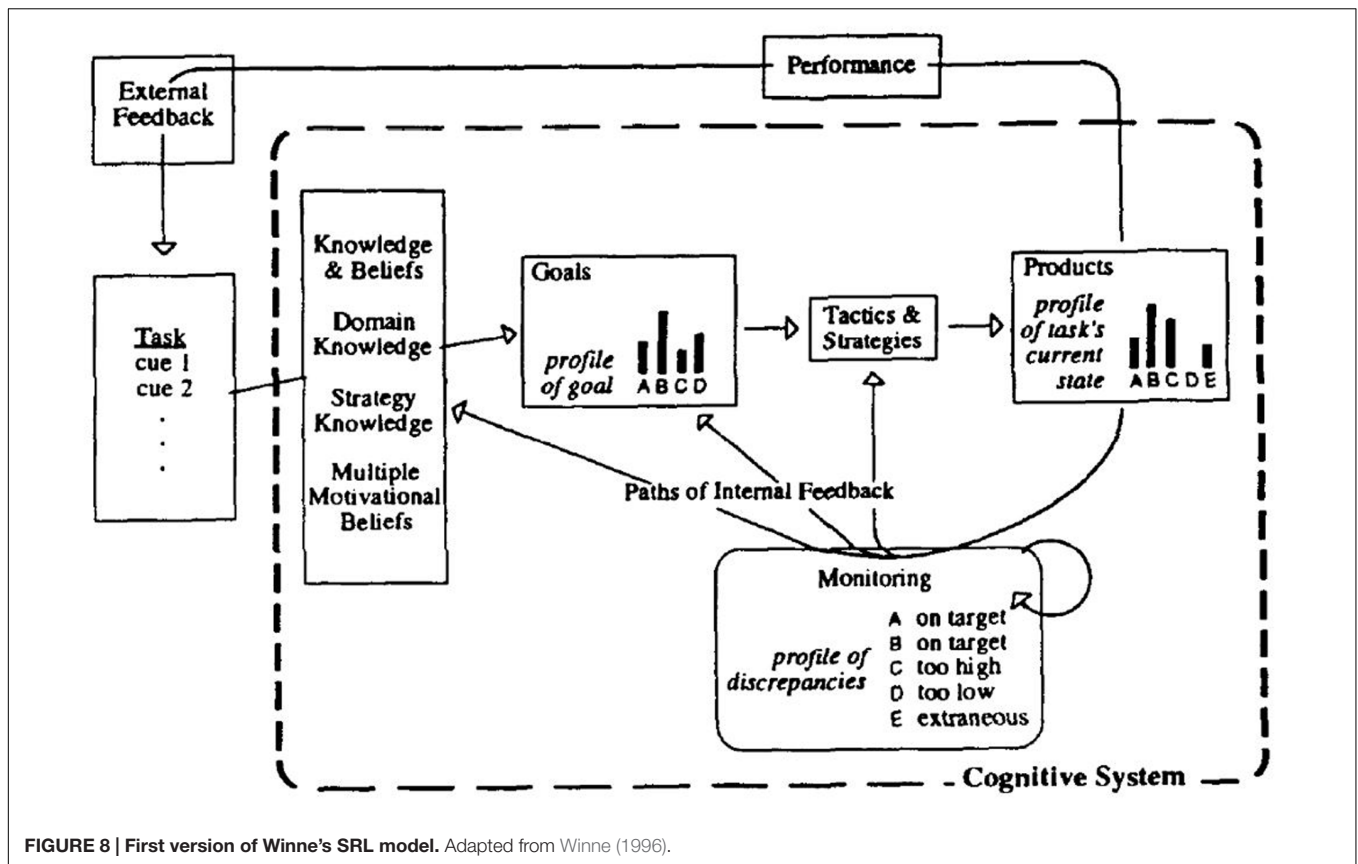 Performance
External
Feedback
Task
cue 1
cue 2
.
.
.
Knowledge
& Beliefs
Domain
Knowledge
Strategy
Knowledge
Multiple
Motivational
Beliefs
Goals
profile
of goal
A B C D
Tactics &
Strategies
Products
profile
of task's
current
state
A B C D E
Paths of Internal Feedback
Monitoring
profile of
discrepancies
A on target
B on target
C too high
D too low
E extraneous
Cognitive System
FIGURE 8 | First version of Winne's SRL model. Adapted from Winne (1996).